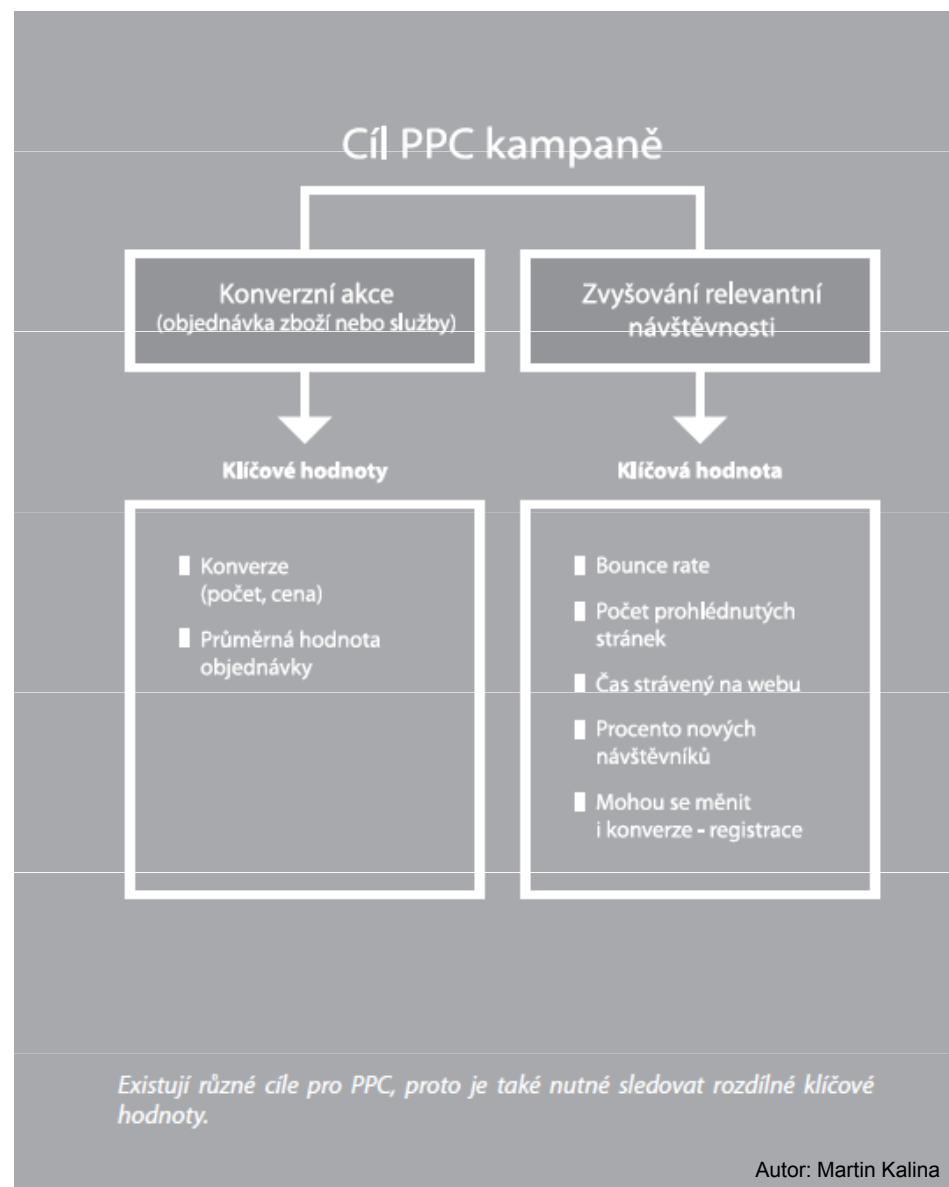 Cíl PPC kampaně
Konverzní akce
(objednávka zboží nebo služby)
Zvyšování relevantní
návštěvnosti
Klíčové hodnoty
Klíčová hodnota
Konverze
(počet, cena)
Průměrná hodnota
objednávky
Bounce rate
Počet prohlédnutých
stránek
Čas strávený na webu
Procento nových
návštěvníků
Mohou se měnit
i konverze - registrace
Existují různé cíle pro PPC, proto je také nutné sledovat rozdílné klíčové
hodnoty.
Autor: Martin Kalina